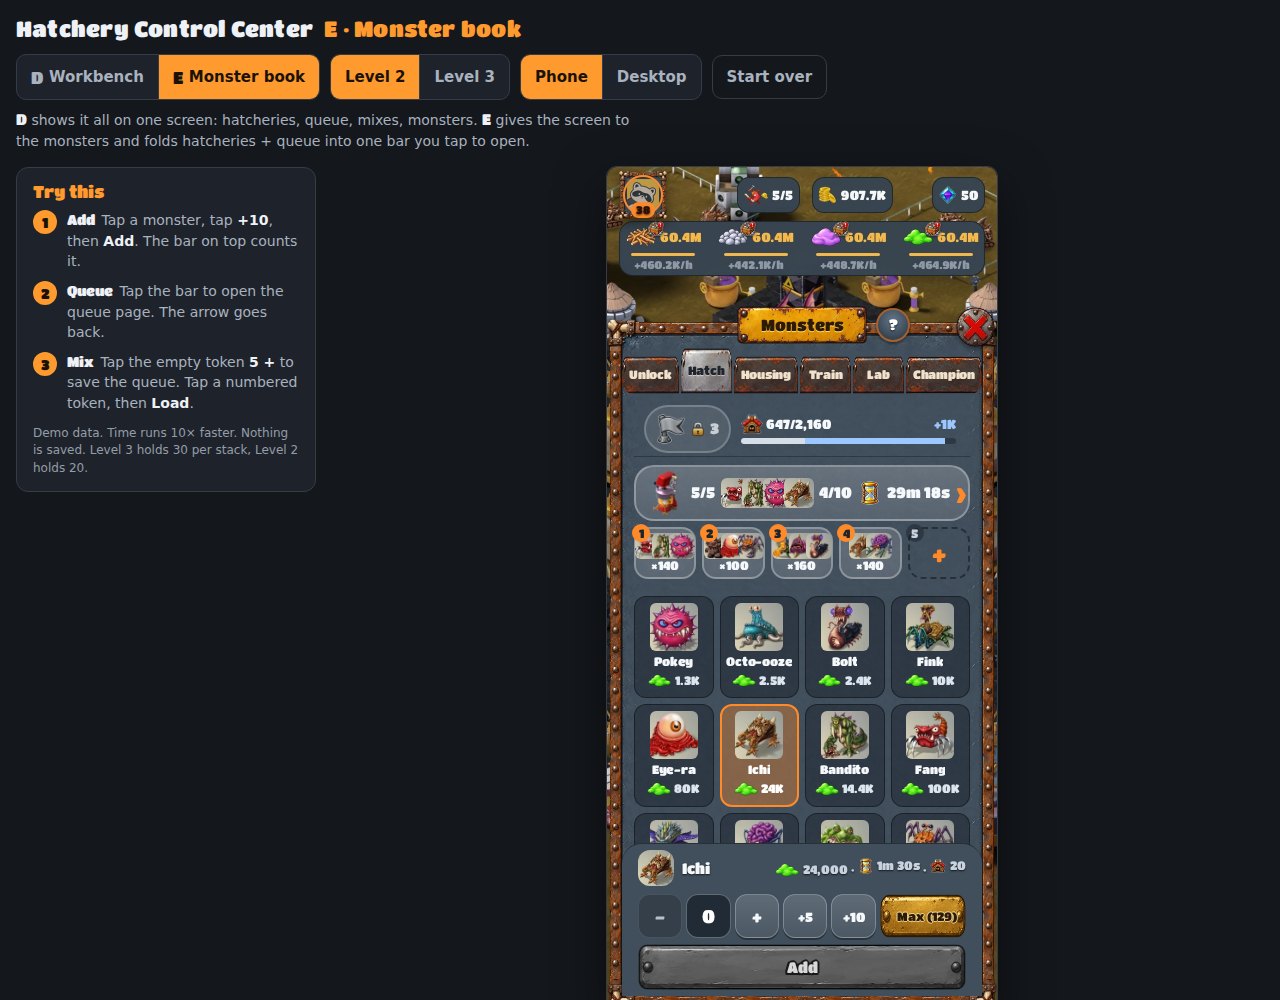 Hatchery Control Center E · Monster book
D Workbench E Monster book Level 2 Level 3 Phone Desktop Start over
D shows it all on one screen: hatcheries, queue, mixes, monsters. E gives the screen to
the monsters and folds hatcheries + queue into one bar you tap to open.
Try this
1 Add Tap a monster, tap +10,
then Add. The bar on top counts
it.
2 Queue Tap the bar to open the
queue page. The arrow goes
back.
3 Mix Tap the empty token 5 + to
save the queue. Tap a numbered
token, then Load.
Demo data. Time runs 10× faster. Nothing
is saved. Level 3 holds 30 per stack, Level 2
holds 20.
30 5/5 907.7K 50
60.4M 60.4M 60.4M 60.4M
+460.2K/h +442.1K/h +448.7K/h +464.9K/h
Monsters ?
Unlock Hatch Housing Train Lab Champion
3 647/2,160 +1K
5/5 4/10 29m 18s ❯
1 2 3 4 5
×140 ×100 ×160 ×140 +
Pokey Octo-ooze Bolt Fink
1.3K 2.5K 2.4K 10K
Eye-ra Ichi Bandito Fang
80K 24K 14.4K 100K
Ichi 24,000 · 1m 30s · 20
− 0 + +5 +10 Max (129)
Add